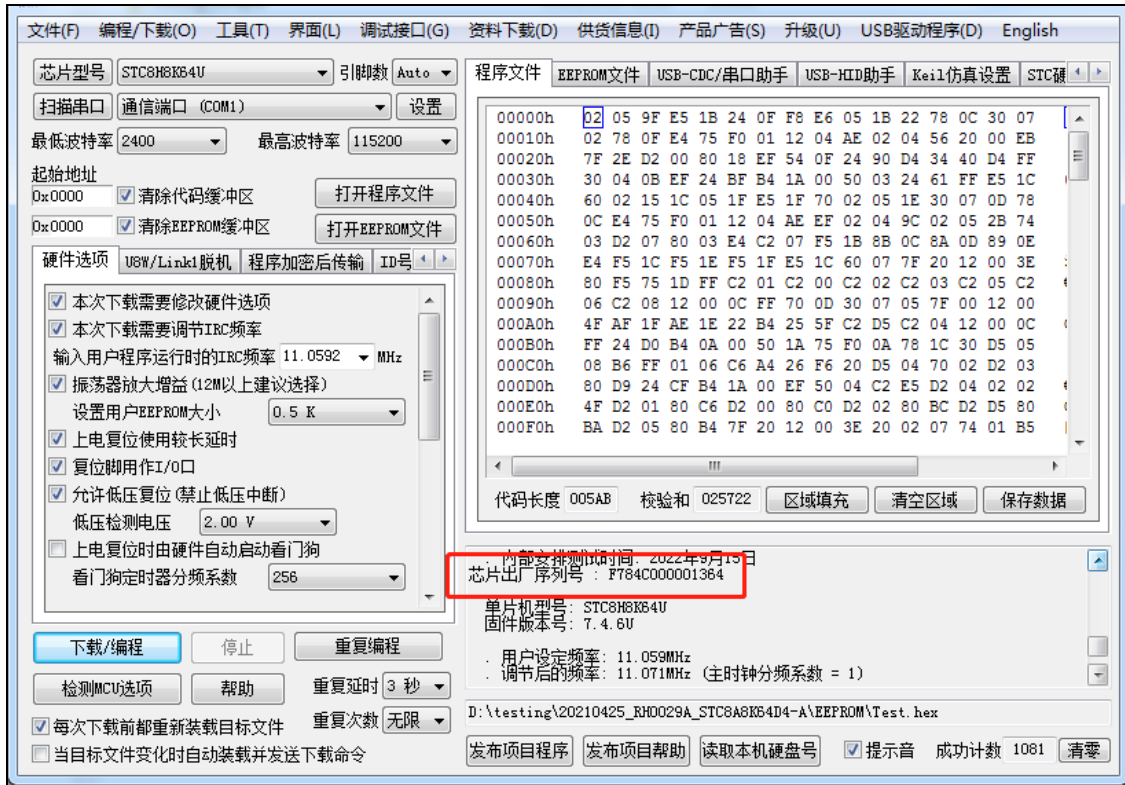 文件(F) 编程/下载(O) 工具(T) 界面(L) 调试接口(G) 资料下载(D) 供货信息(I) 产品广告(S) 升级(U) USB驱动程序(D) English
芯片型号 STC8H8K64U 引脚数 Auto
扫描串口 通信端口 (COM1) 设置
最低波特率 2400 最高波特率 115200
起始地址
0x0000 清除代码缓冲区 打开程序文件
0x0000 清除EEPROM缓冲区 打开EEPROM文件
硬件选项 U8W/Link1脱机 程序加密后传输 ID号
本次下载需要修改硬件选项
本次下载需要调节IRC频率
输入用户程序运行时的IRC频率 11.0592 MHz
振荡器放大增益(12M以上建议选择)
设置用户EEPROM大小 0.5 K
上电复位使用较长延时
复位脚用作I/O口
允许低压复位(禁止低压中断)
低压检测电压 2.00 V
上电复位时由硬件自动启动看门狗
看门狗定时器分频系数 256
下载/编程 停止 重复编程
检测MCU选项 帮助 重复延时 3 秒
每次下载前都重新装载目标文件 重复次数 无限
当目标文件变化时自动装载并发送下载命令
程序文件 EEPROM文件 USB-CDC/串口助手 USB-HID助手 Keil仿真设置 STC硬
00000h 02 05 9F E5 1B 24 0F F8 E6 05 1B 22 78 0C 30 07
00010h 02 78 0F E4 75 F0 01 12 04 AE 02 04 56 20 00 EB
00020h 7F 2E D2 00 80 18 EF 54 0F 24 90 D4 34 40 D4 FF
00030h 30 04 0B EF 24 BF B4 1A 00 50 03 24 61 FF E5 1C
00040h 60 02 15 1C 05 1F E5 1F 70 02 05 1E 30 07 0D 78
00050h 0C E4 75 F0 01 12 04 AE EF 02 04 9C 02 05 2B 74
00060h 03 D2 07 80 03 E4 C2 07 F5 1B 8B 0C 8A 0D 89 0E
00070h E4 F5 1C F5 1E F5 1F E5 1C 60 07 7F 20 12 00 3E
00080h 80 F5 75 1D FF C2 01 C2 00 C2 02 C2 03 C2 05 C2
00090h 06 C2 08 12 00 0C FF 70 0D 30 07 05 7F 00 12 00
000A0h 4F AF 1F AE 1E 22 B4 25 5F C2 D5 C2 04 12 00 0C
000B0h FF 24 D0 B4 0A 00 50 1A 75 F0 0A 78 1C 30 D5 05
000C0h 08 B6 FF 01 06 C6 A4 26 F6 20 D5 04 70 02 D2 03
000D0h 80 D9 24 CF B4 1A 00 EF 50 04 C2 E5 D2 04 02 02
000E0h 4F D2 01 80 C6 D2 00 80 C0 D2 02 80 BC D2 D5 80
000F0h BA D2 05 80 B4 7F 20 12 00 3E 20 02 07 74 01 B5
代码长度 005AB 校验和 025722 区域填充 清空区域 保存数据
. 内部安排测试时间: 2022年9月15日
芯片出厂序列号 : F784C000001364
单片机型号: STC8H8K64U
固件版本号: 7.4.6U
. 用户设定频率: 11.059MHz
. 调节后的频率: 11.071MHz (主时钟分频系数 = 1)
D:\testing\20210425_RH0029A_STC8A8K64D4-A\EEPROM\Test.hex
发布项目程序 发布项目帮助 读取本机硬盘号 提示音 成功计数 1081 清零